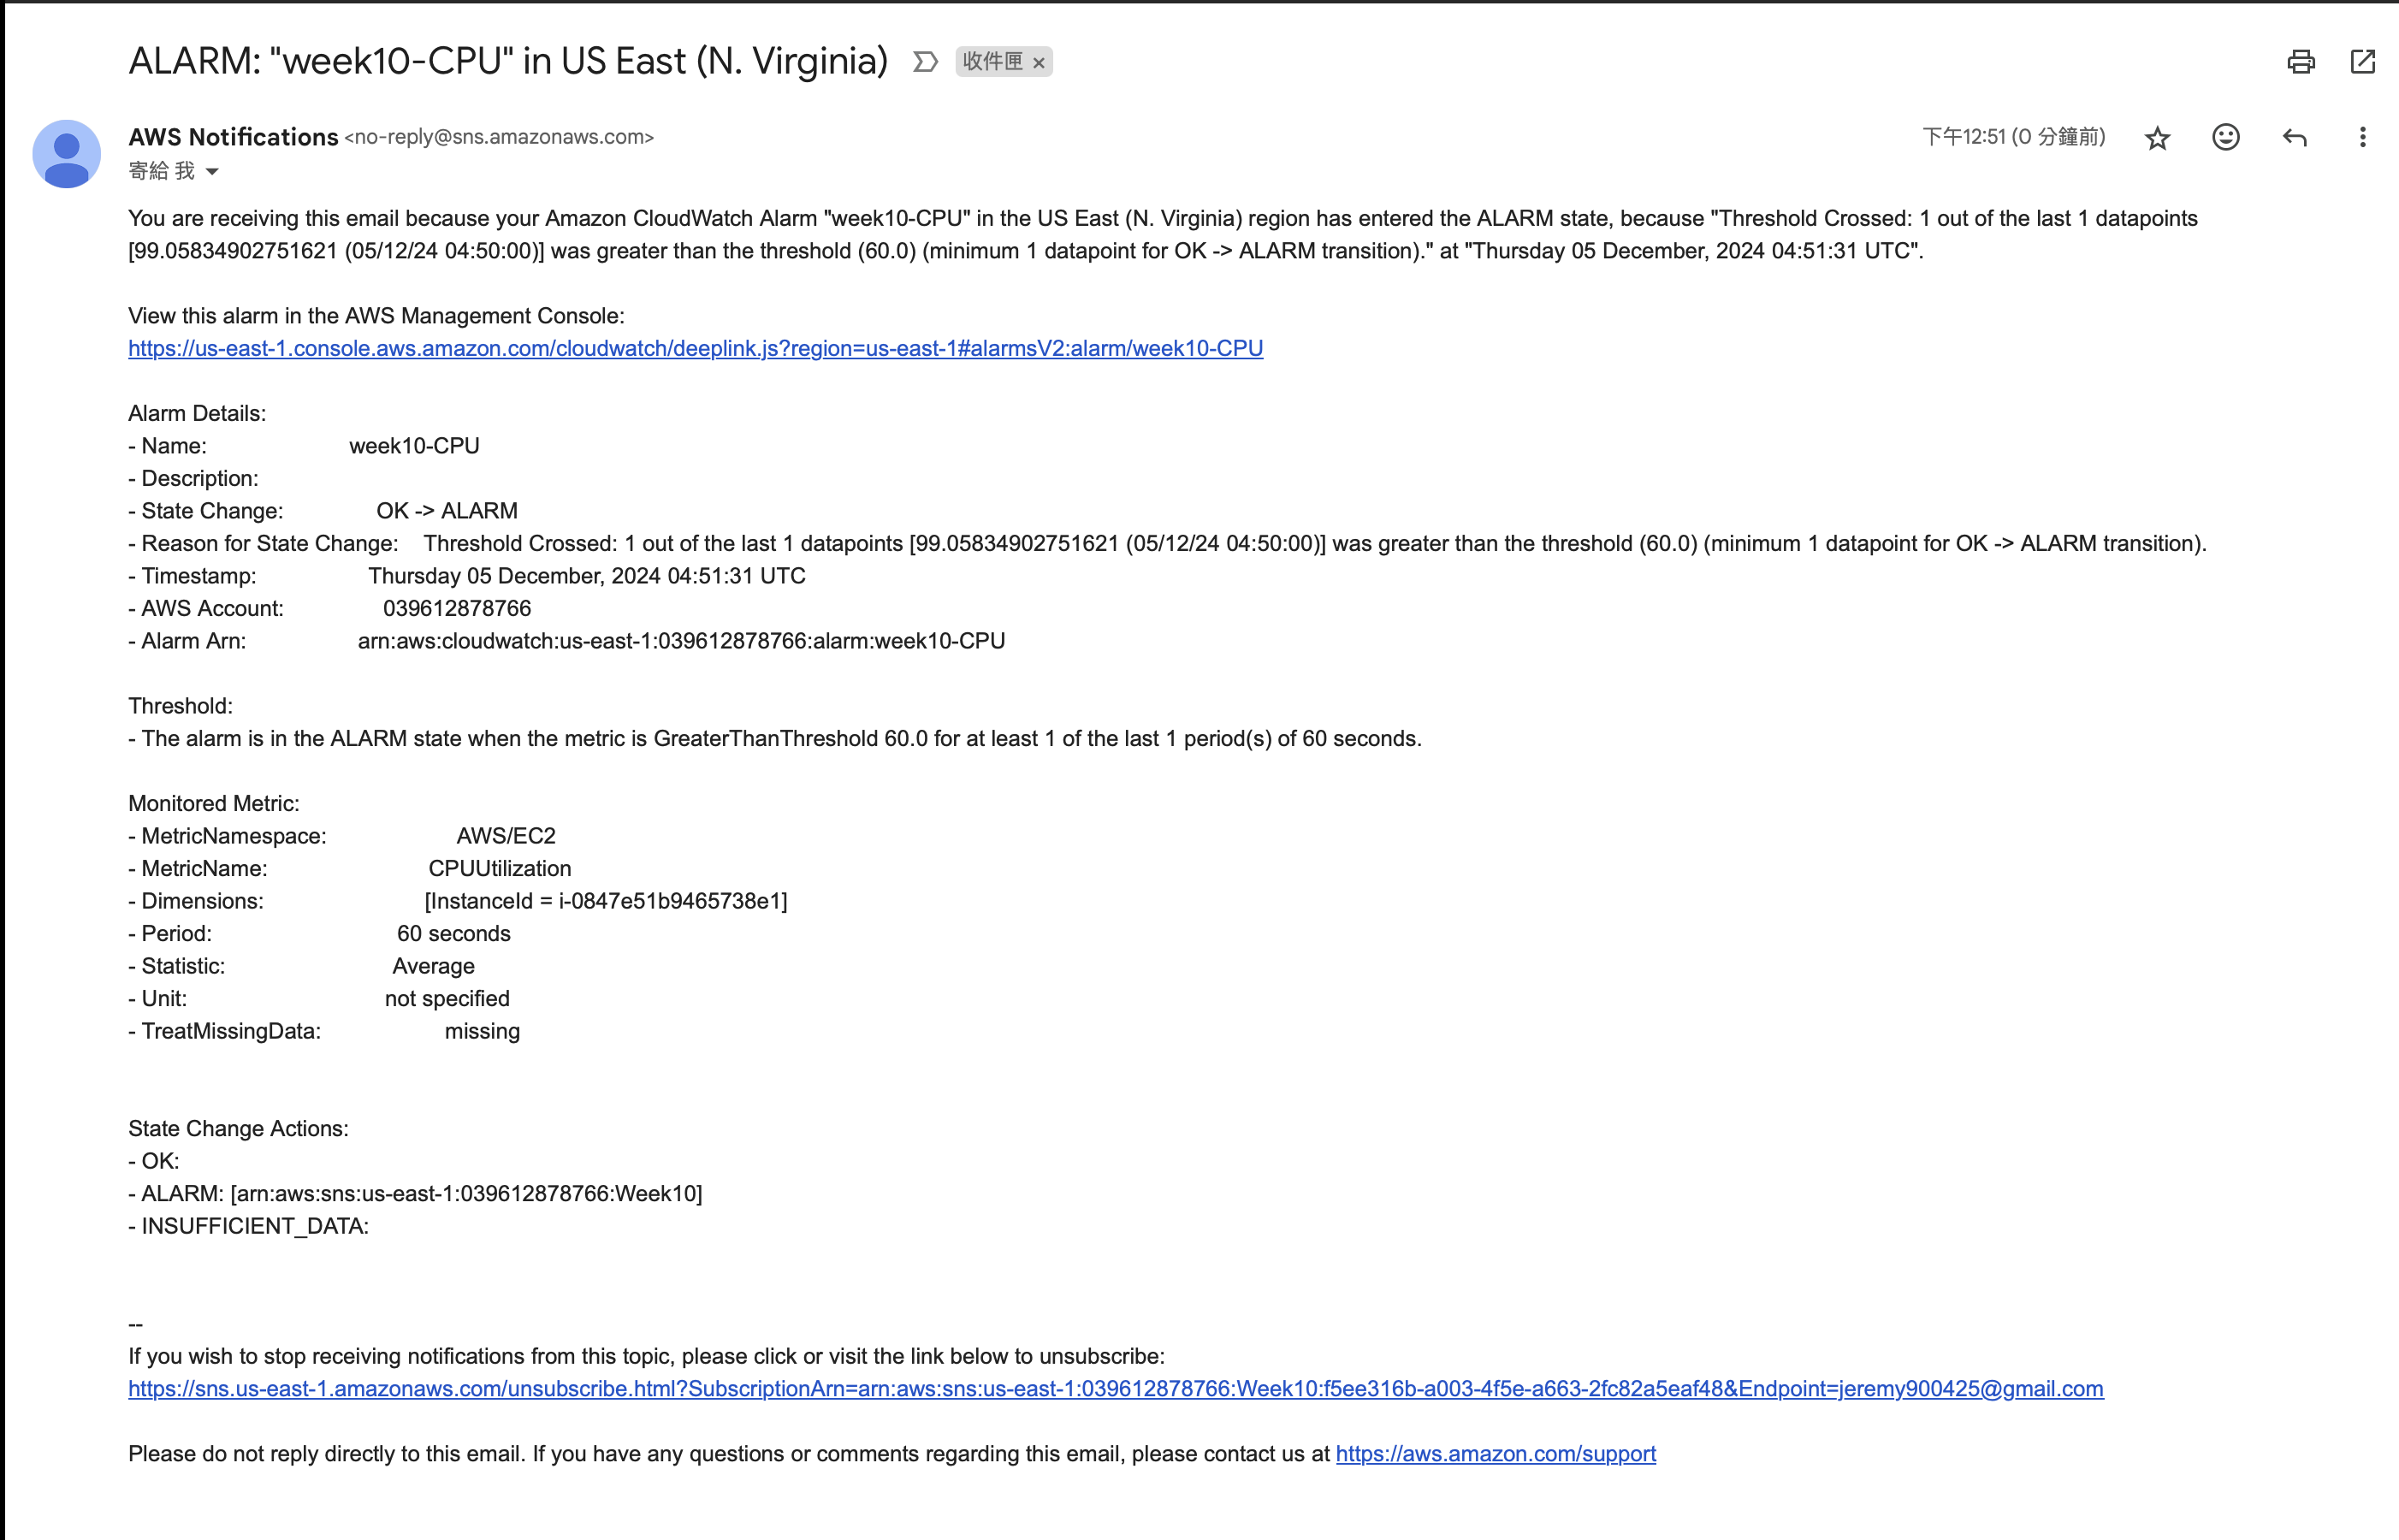 ALARM: "week10-CPU" in US East (N. Virginia) 收件匣 ×
AWS Notifications <no-reply@sns.amazonaws.com> 下午12:51 (0 分鐘前)
寄給 我
You are receiving this email because your Amazon CloudWatch Alarm "week10-CPU" in the US East (N. Virginia) region has entered the ALARM state, because "Threshold Crossed: 1 out of the last 1 datapoints
[99.05834902751621 (05/12/24 04:50:00)] was greater than the threshold (60.0) (minimum 1 datapoint for OK -> ALARM transition)." at "Thursday 05 December, 2024 04:51:31 UTC".
View this alarm in the AWS Management Console:
https://us-east-1.console.aws.amazon.com/cloudwatch/deeplink.js?region=us-east-1#alarmsV2:alarm/week10-CPU
Alarm Details:
- Name: week10-CPU
- Description:
- State Change: OK -> ALARM
- Reason for State Change: Threshold Crossed: 1 out of the last 1 datapoints [99.05834902751621 (05/12/24 04:50:00)] was greater than the threshold (60.0) (minimum 1 datapoint for OK -> ALARM transition).
- Timestamp: Thursday 05 December, 2024 04:51:31 UTC
- AWS Account: 039612878766
- Alarm Arn: arn:aws:cloudwatch:us-east-1:039612878766:alarm:week10-CPU
Threshold:
- The alarm is in the ALARM state when the metric is GreaterThanThreshold 60.0 for at least 1 of the last 1 period(s) of 60 seconds.
Monitored Metric:
- MetricNamespace: AWS/EC2
- MetricName: CPUUtilization
- Dimensions: [InstanceId = i-0847e51b9465738e1]
- Period: 60 seconds
- Statistic: Average
- Unit: not specified
- TreatMissingData: missing
State Change Actions:
- OK:
- ALARM: [arn:aws:sns:us-east-1:039612878766:Week10]
- INSUFFICIENT_DATA:
--
If you wish to stop receiving notifications from this topic, please click or visit the link below to unsubscribe:
https://sns.us-east-1.amazonaws.com/unsubscribe.html?SubscriptionArn=arn:aws:sns:us-east-1:039612878766:Week10:f5ee316b-a003-4f5e-a663-2fc82a5eaf48&Endpoint=jeremy900425@gmail.com
Please do not reply directly to this email. If you have any questions or comments regarding this email, please contact us at https://aws.amazon.com/support